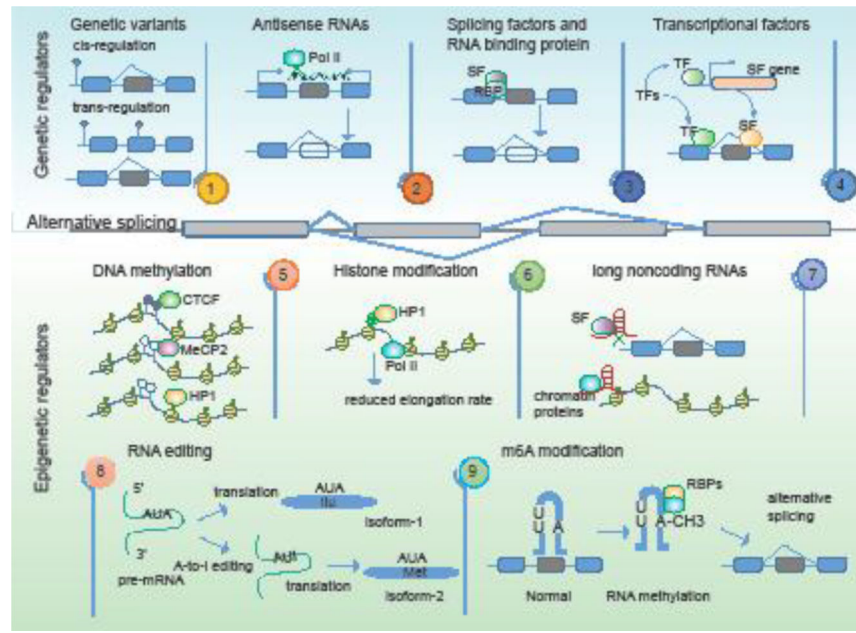 Genetic regulators
Genetic variants
cis-regulation
trans-regulation
1
Antisense RNAs
Pol II
2
Splicing factors and
RNA binding protein
SF
RBP
3
Transcriptional factors
TF
SF gene
TFs
TF
SF
4
Alternative splicing
Epigenetic regulators
DNA methylation
CTCF
MeCP2
HP1
5
Histone modification
HP1
Pol II
reduced elongation rate
6
long noncoding RNAs
SF
chromatin
proteins
7
RNA editing
8
5'
AUA
3'
pre-mRNA
translation
AUA
Ilu
Isoform-1
A-to-I editing
translation
AUA
Met
Isoform-2
m6A modification
9
U
U A
Normal
U
U A-CH3
RBPs
RNA methylation
alternative
splicing